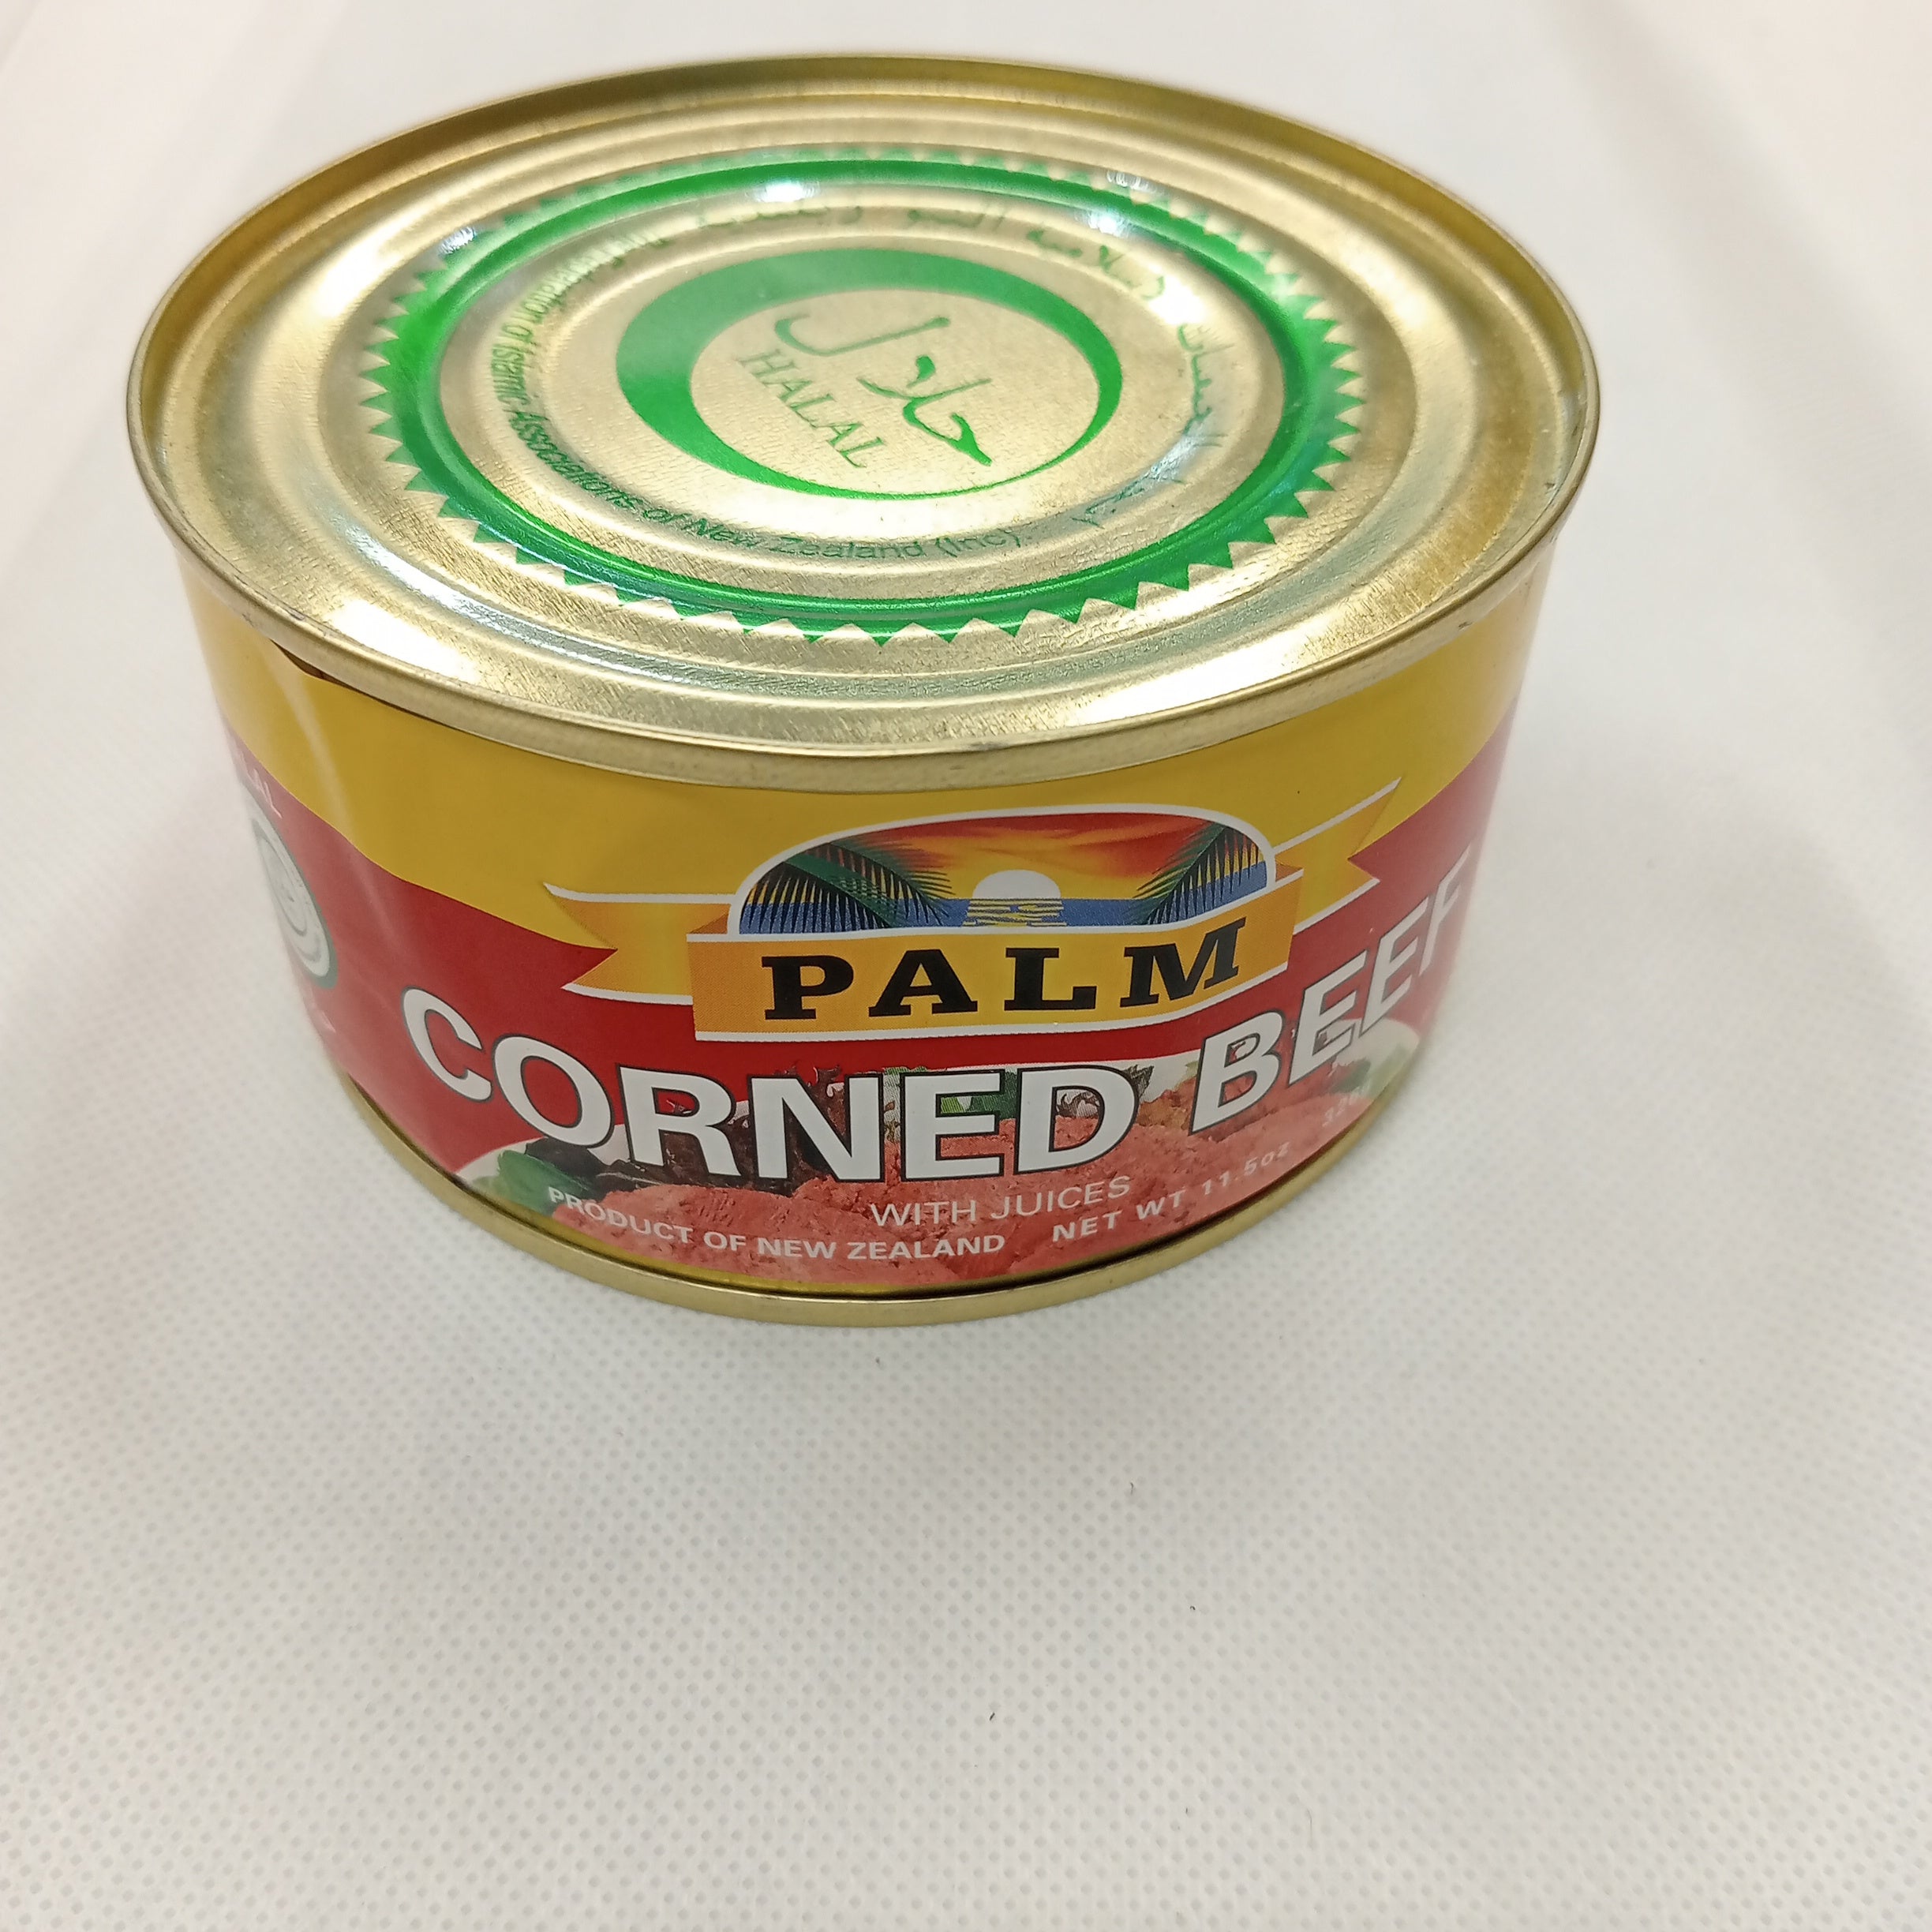 حلال
HALAL
of Islamic Associations of New Zealand (Inc).
PALM
CORNED BEEF
WITH JUICES
PRODUCT OF NEW ZEALAND NET WT 11.5oz 326g